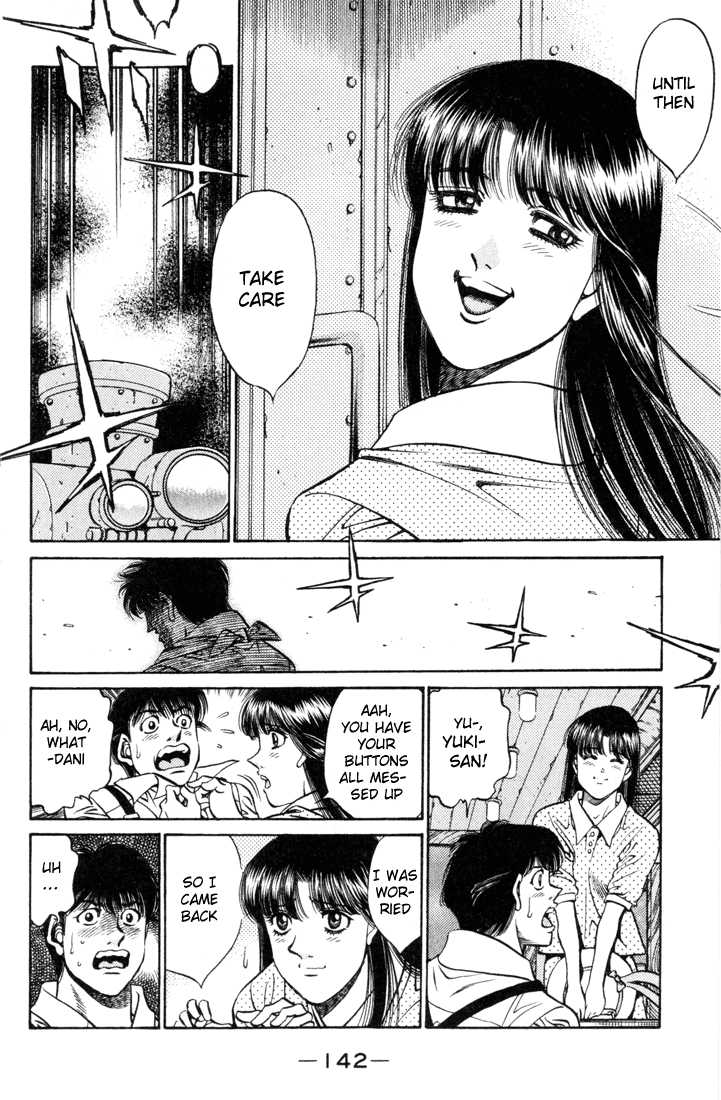 UNTIL
THEN
TAKE
CARE
YU-,
YUKI-
SAN!
AAH,
YOU HAVE
YOUR
BUTTONS
ALL MES-
SED UP
AH, NO,
WHAT
-DANI
I WAS
WOR-
RIED
SO I
CAME
BACK
UH
...
—142—